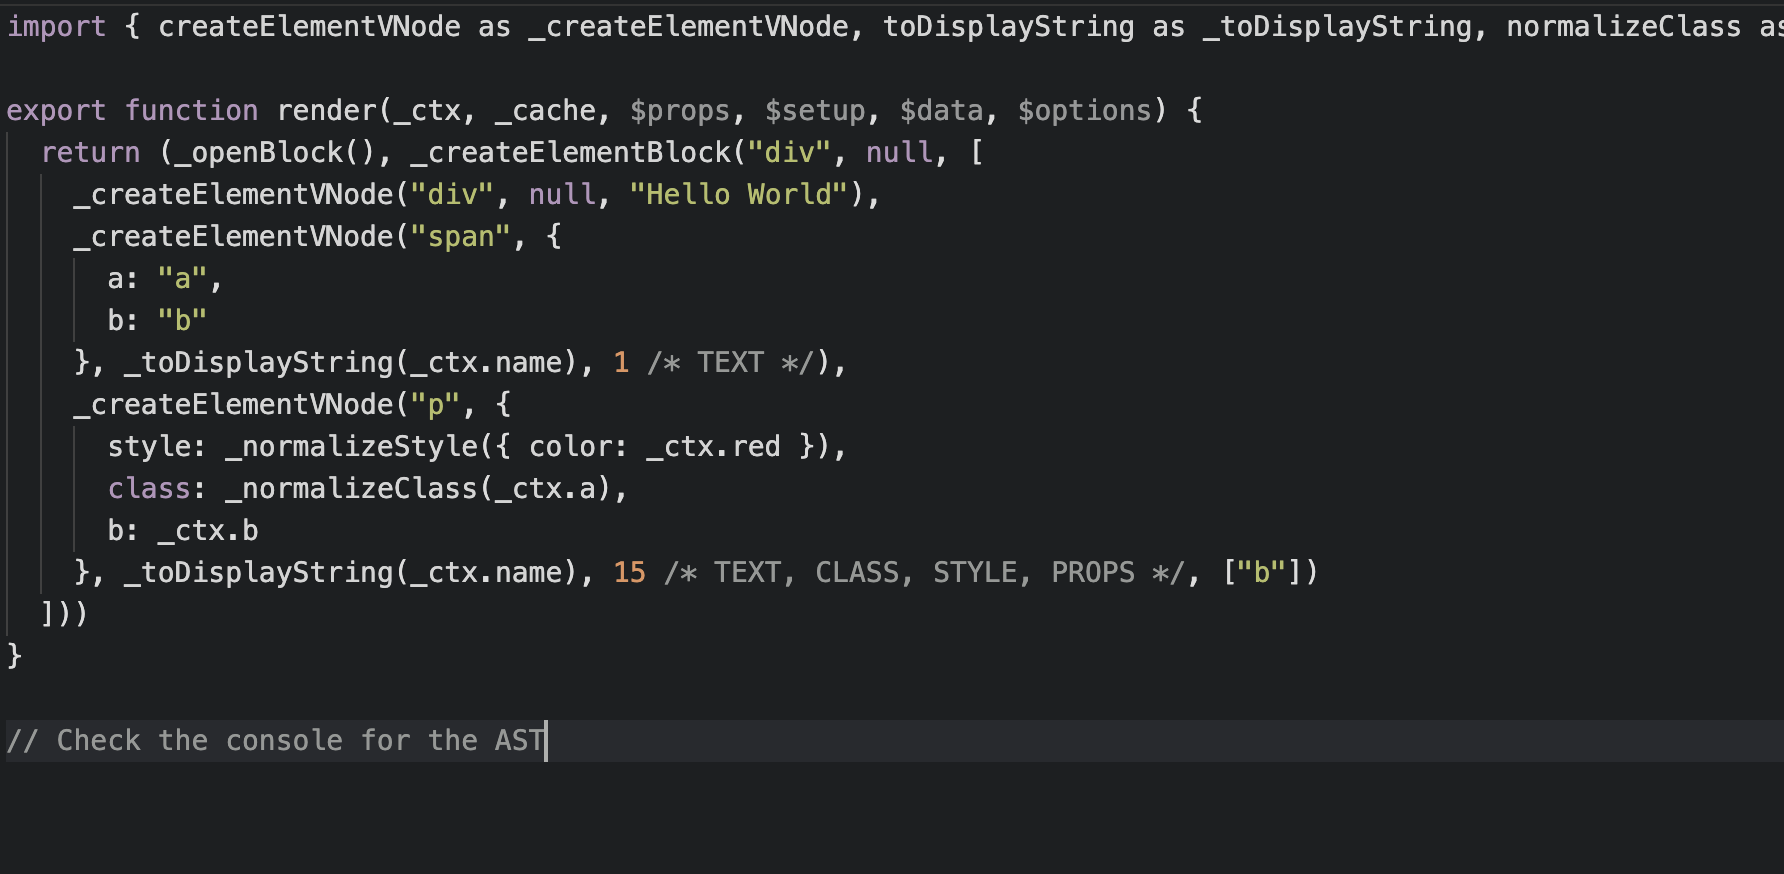 import { createElementVNode as _createElementVNode, toDisplayString as _toDisplayString, normalizeClass as
export function render(_ctx, _cache, $props, $setup, $data, $options) {
  return (_openBlock(), _createElementBlock("div", null, [
    _createElementVNode("div", null, "Hello World"),
    _createElementVNode("span", {
      a: "a",
      b: "b"
    }, _toDisplayString(_ctx.name), 1 /* TEXT */),
    _createElementVNode("p", {
      style: _normalizeStyle({ color: _ctx.red }),
      class: _normalizeClass(_ctx.a),
      b: _ctx.b
    }, _toDisplayString(_ctx.name), 15 /* TEXT, CLASS, STYLE, PROPS */, ["b"])
  ]))
}
// Check the console for the AST